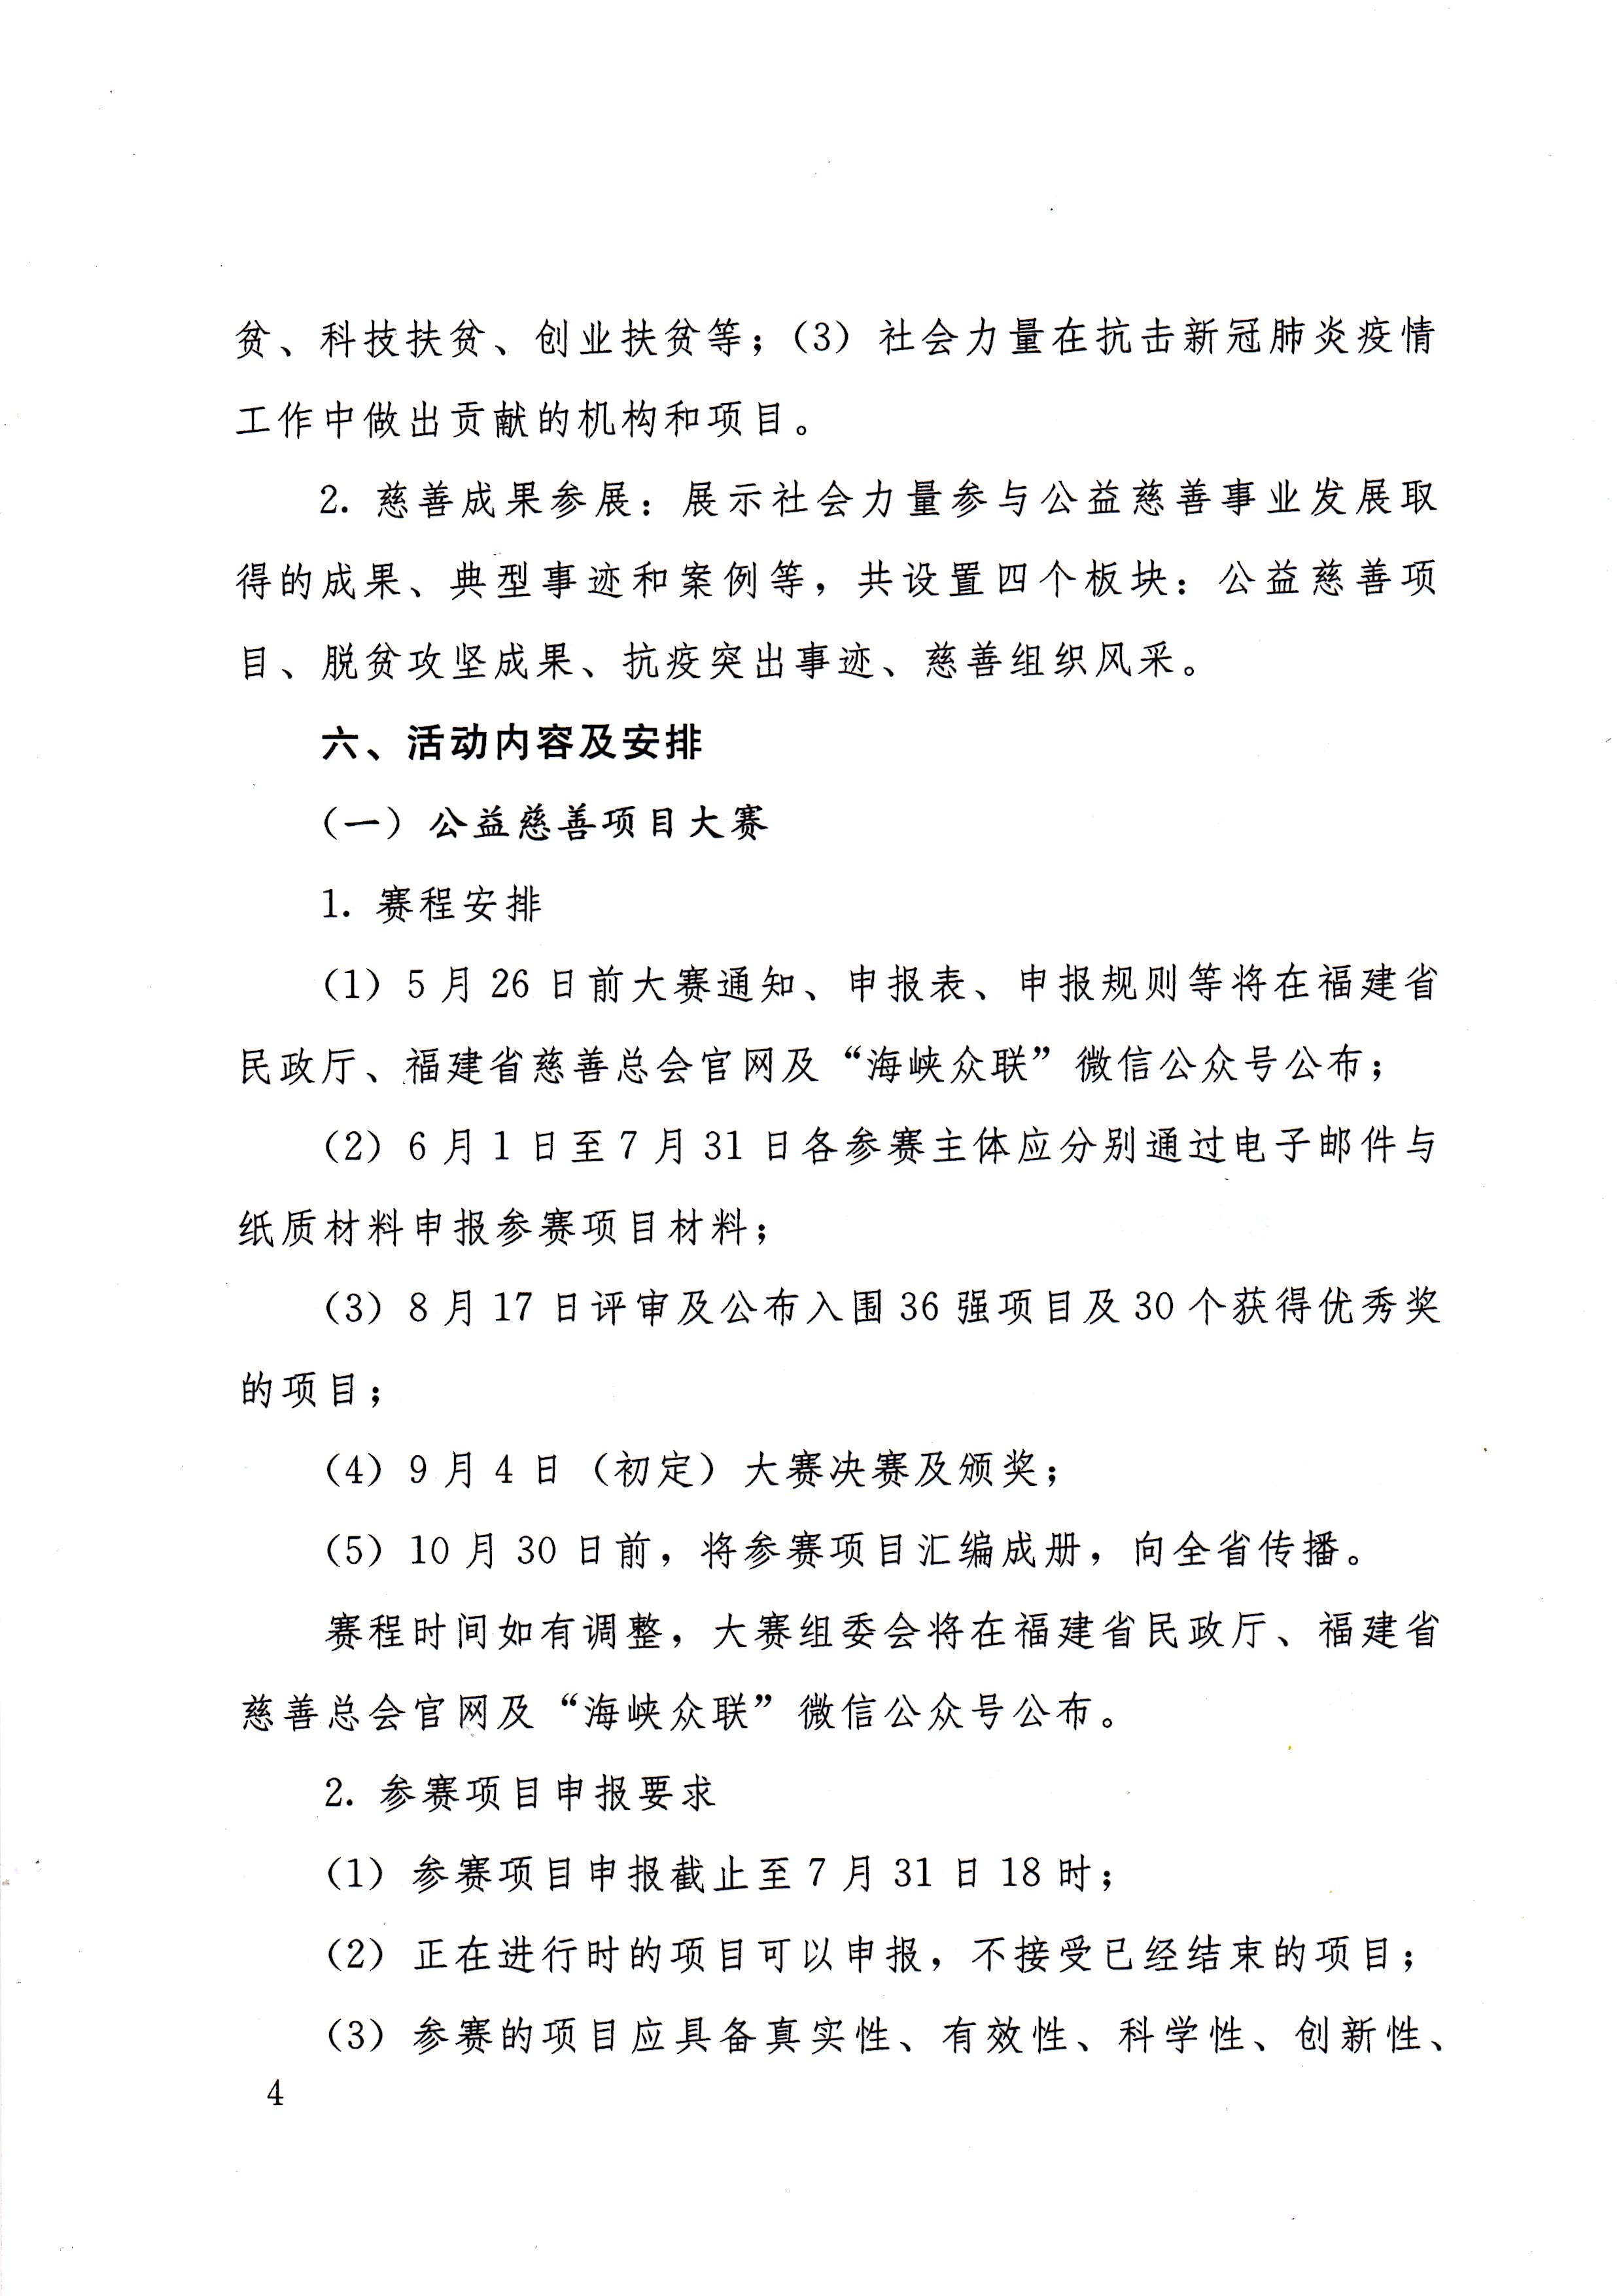 贫、科技扶贫、创业扶贫等；（3）社会力量在抗击新冠肺炎疫情
工作中做出贡献的机构和项目。
2. 慈善成果参展：展示社会力量参与公益慈善事业发展取
得的成果、典型事迹和案例等，共设置四个板块：公益慈善项
目、脱贫攻坚成果、抗疫突出事迹、慈善组织风采。
六、活动内容及安排
（一）公益慈善项目大赛
1. 赛程安排
（1）5 月 26 日前大赛通知、申报表、申报规则等将在福建省
民政厅、福建省慈善总会官网及“海峡众联”微信公众号公布；
（2）6 月 1 日至 7 月 31 日各参赛主体应分别通过电子邮件与
纸质材料申报参赛项目材料；
（3）8 月 17 日评审及公布入围 36 强项目及 30 个获得优秀奖
的项目；
（4）9 月 4 日（初定）大赛决赛及颁奖；
（5）10 月 30 日前，将参赛项目汇编成册，向全省传播。
赛程时间如有调整，大赛组委会将在福建省民政厅、福建省
慈善总会官网及“海峡众联”微信公众号公布。
2. 参赛项目申报要求
（1）参赛项目申报截止至 7 月 31 日 18 时；
（2）正在进行时的项目可以申报，不接受已经结束的项目；
（3）参赛的项目应具备真实性、有效性、科学性、创新性、
4